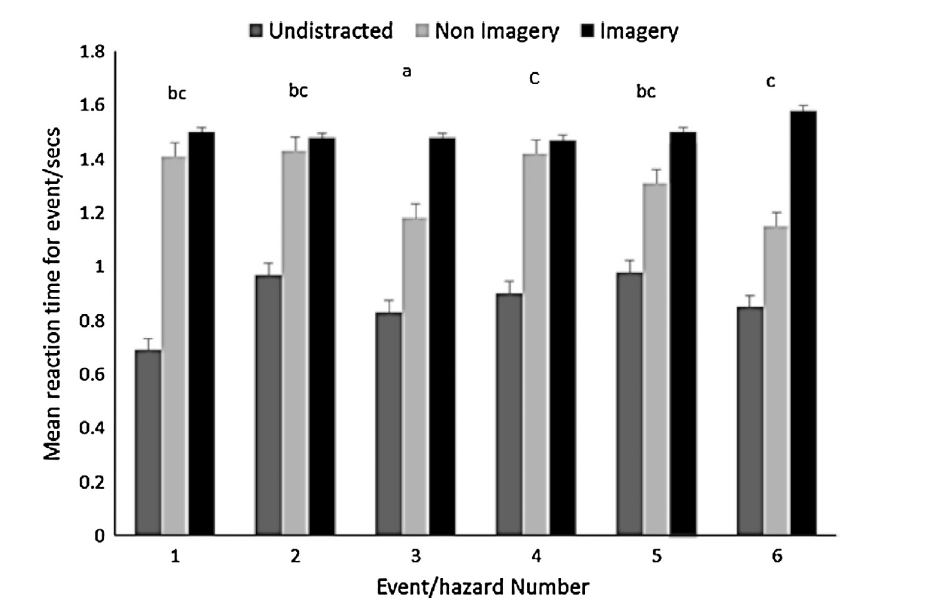 Undistracted Non Imagery Imagery
1.8
1.6
1.4
1.2
1
0.8
0.6
0.4
0.2
0
Mean reaction time for event/secs
bc bc a c bc c
1 2 3 4 5 6
Event/hazard Number